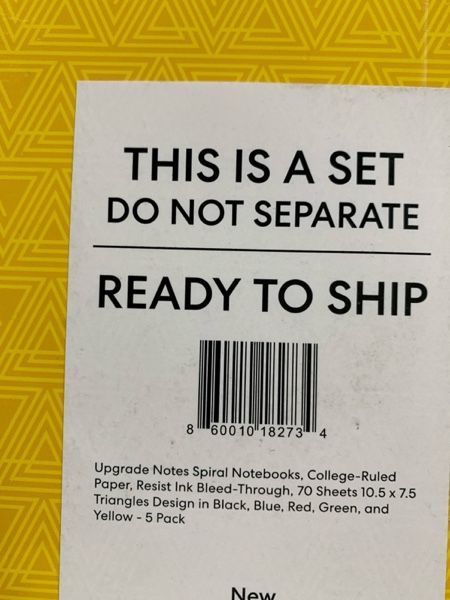 THIS IS A SET
DO NOT SEPARATE
READY TO SHIP
8 60010 18273 4
Upgrade Notes Spiral Notebooks, College-Ruled
Paper, Resist Ink Bleed-Through, 70 Sheets 10.5 x 7.5
Triangles Design in Black, Blue, Red, Green, and
Yellow - 5 Pack
New